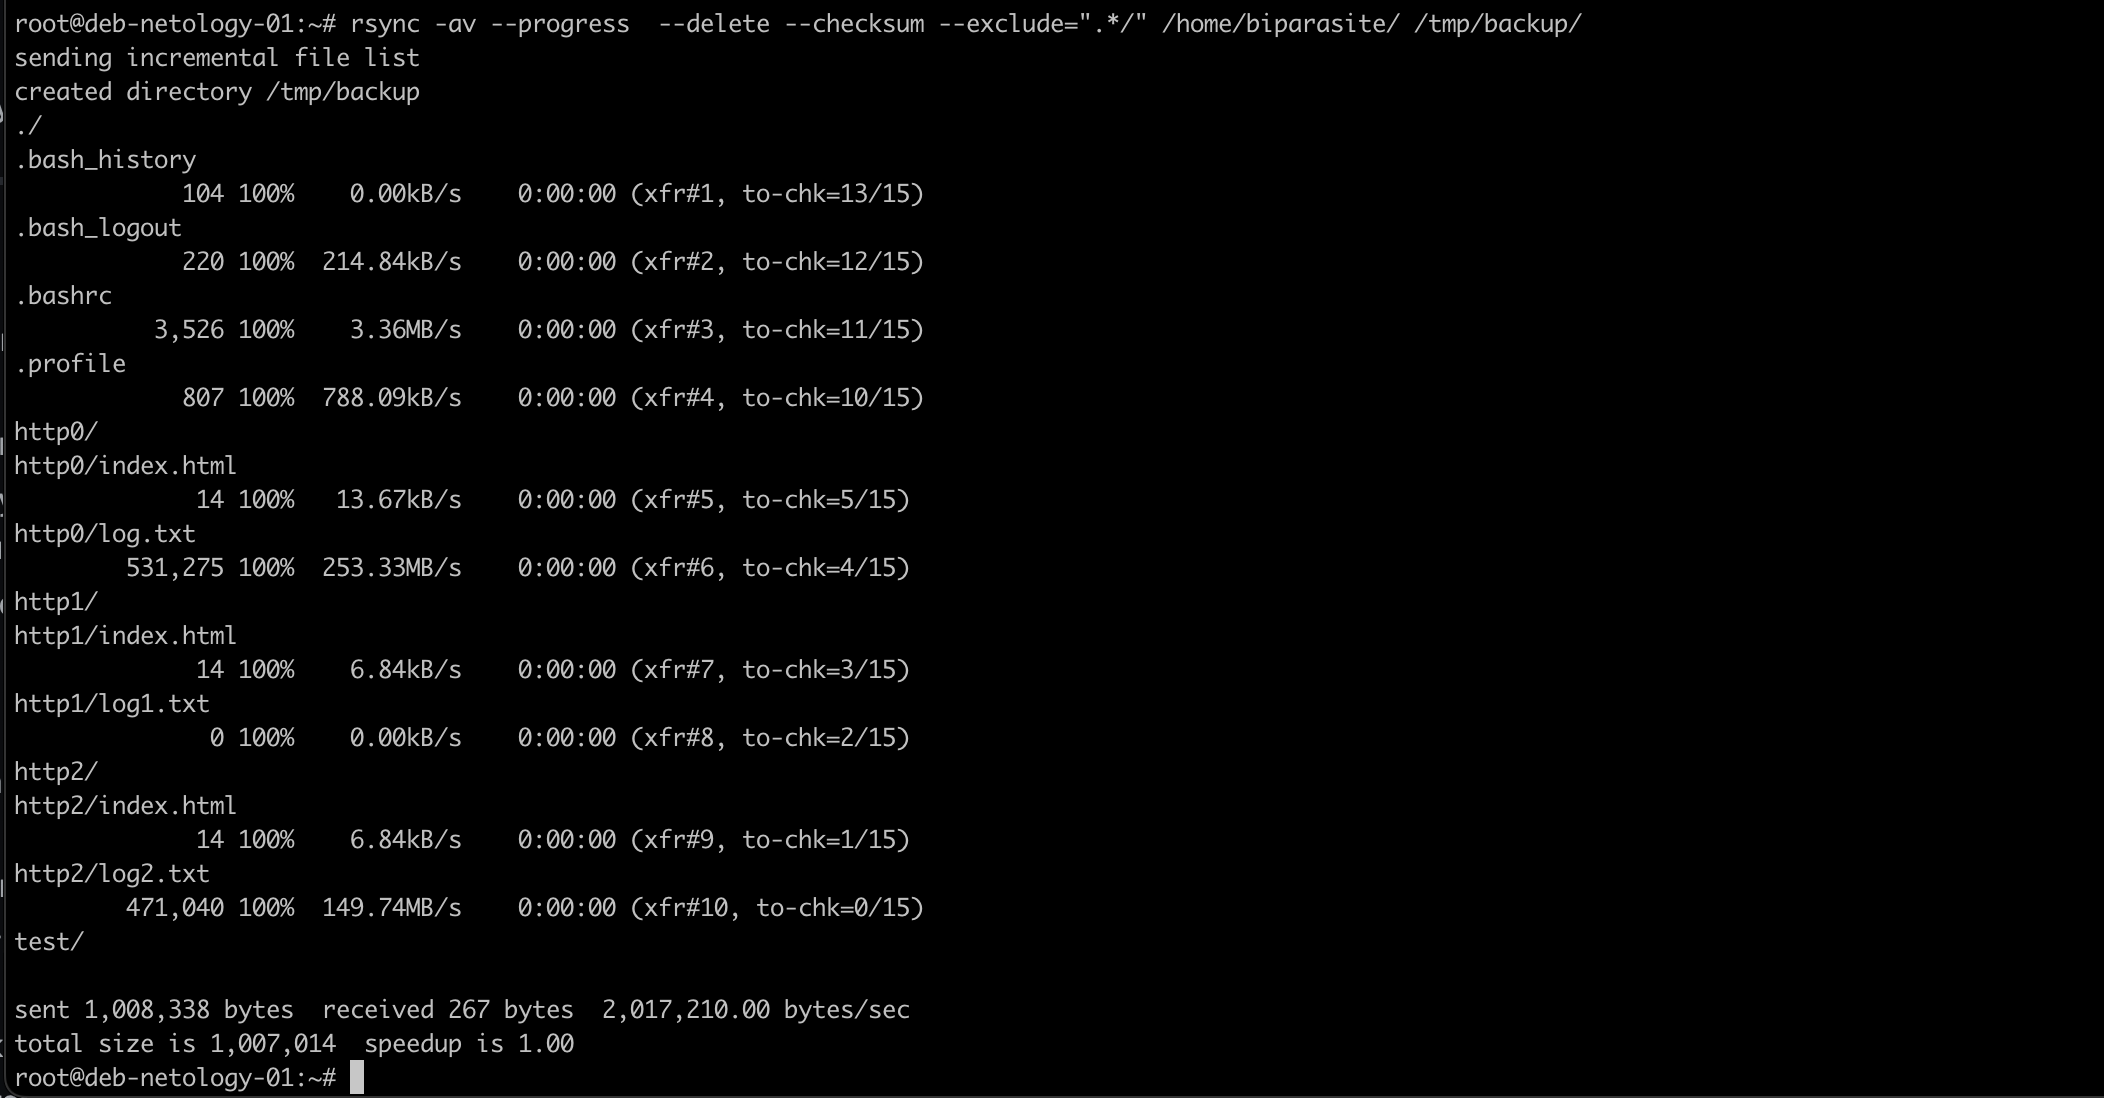 root@deb-netology-01:~# rsync -av --progress  --delete --checksum --exclude=".*/" /home/biparasite/ /tmp/backup/
sending incremental file list
created directory /tmp/backup
./
.bash_history
            104 100%    0.00kB/s    0:00:00 (xfr#1, to-chk=13/15)
.bash_logout
            220 100%  214.84kB/s    0:00:00 (xfr#2, to-chk=12/15)
.bashrc
          3,526 100%    3.36MB/s    0:00:00 (xfr#3, to-chk=11/15)
.profile
            807 100%  788.09kB/s    0:00:00 (xfr#4, to-chk=10/15)
http0/
http0/index.html
             14 100%   13.67kB/s    0:00:00 (xfr#5, to-chk=5/15)
http0/log.txt
        531,275 100%  253.33MB/s    0:00:00 (xfr#6, to-chk=4/15)
http1/
http1/index.html
             14 100%    6.84kB/s    0:00:00 (xfr#7, to-chk=3/15)
http1/log1.txt
              0 100%    0.00kB/s    0:00:00 (xfr#8, to-chk=2/15)
http2/
http2/index.html
             14 100%    6.84kB/s    0:00:00 (xfr#9, to-chk=1/15)
http2/log2.txt
        471,040 100%  149.74MB/s    0:00:00 (xfr#10, to-chk=0/15)
test/

sent 1,008,338 bytes  received 267 bytes  2,017,210.00 bytes/sec
total size is 1,007,014  speedup is 1.00
root@deb-netology-01:~#